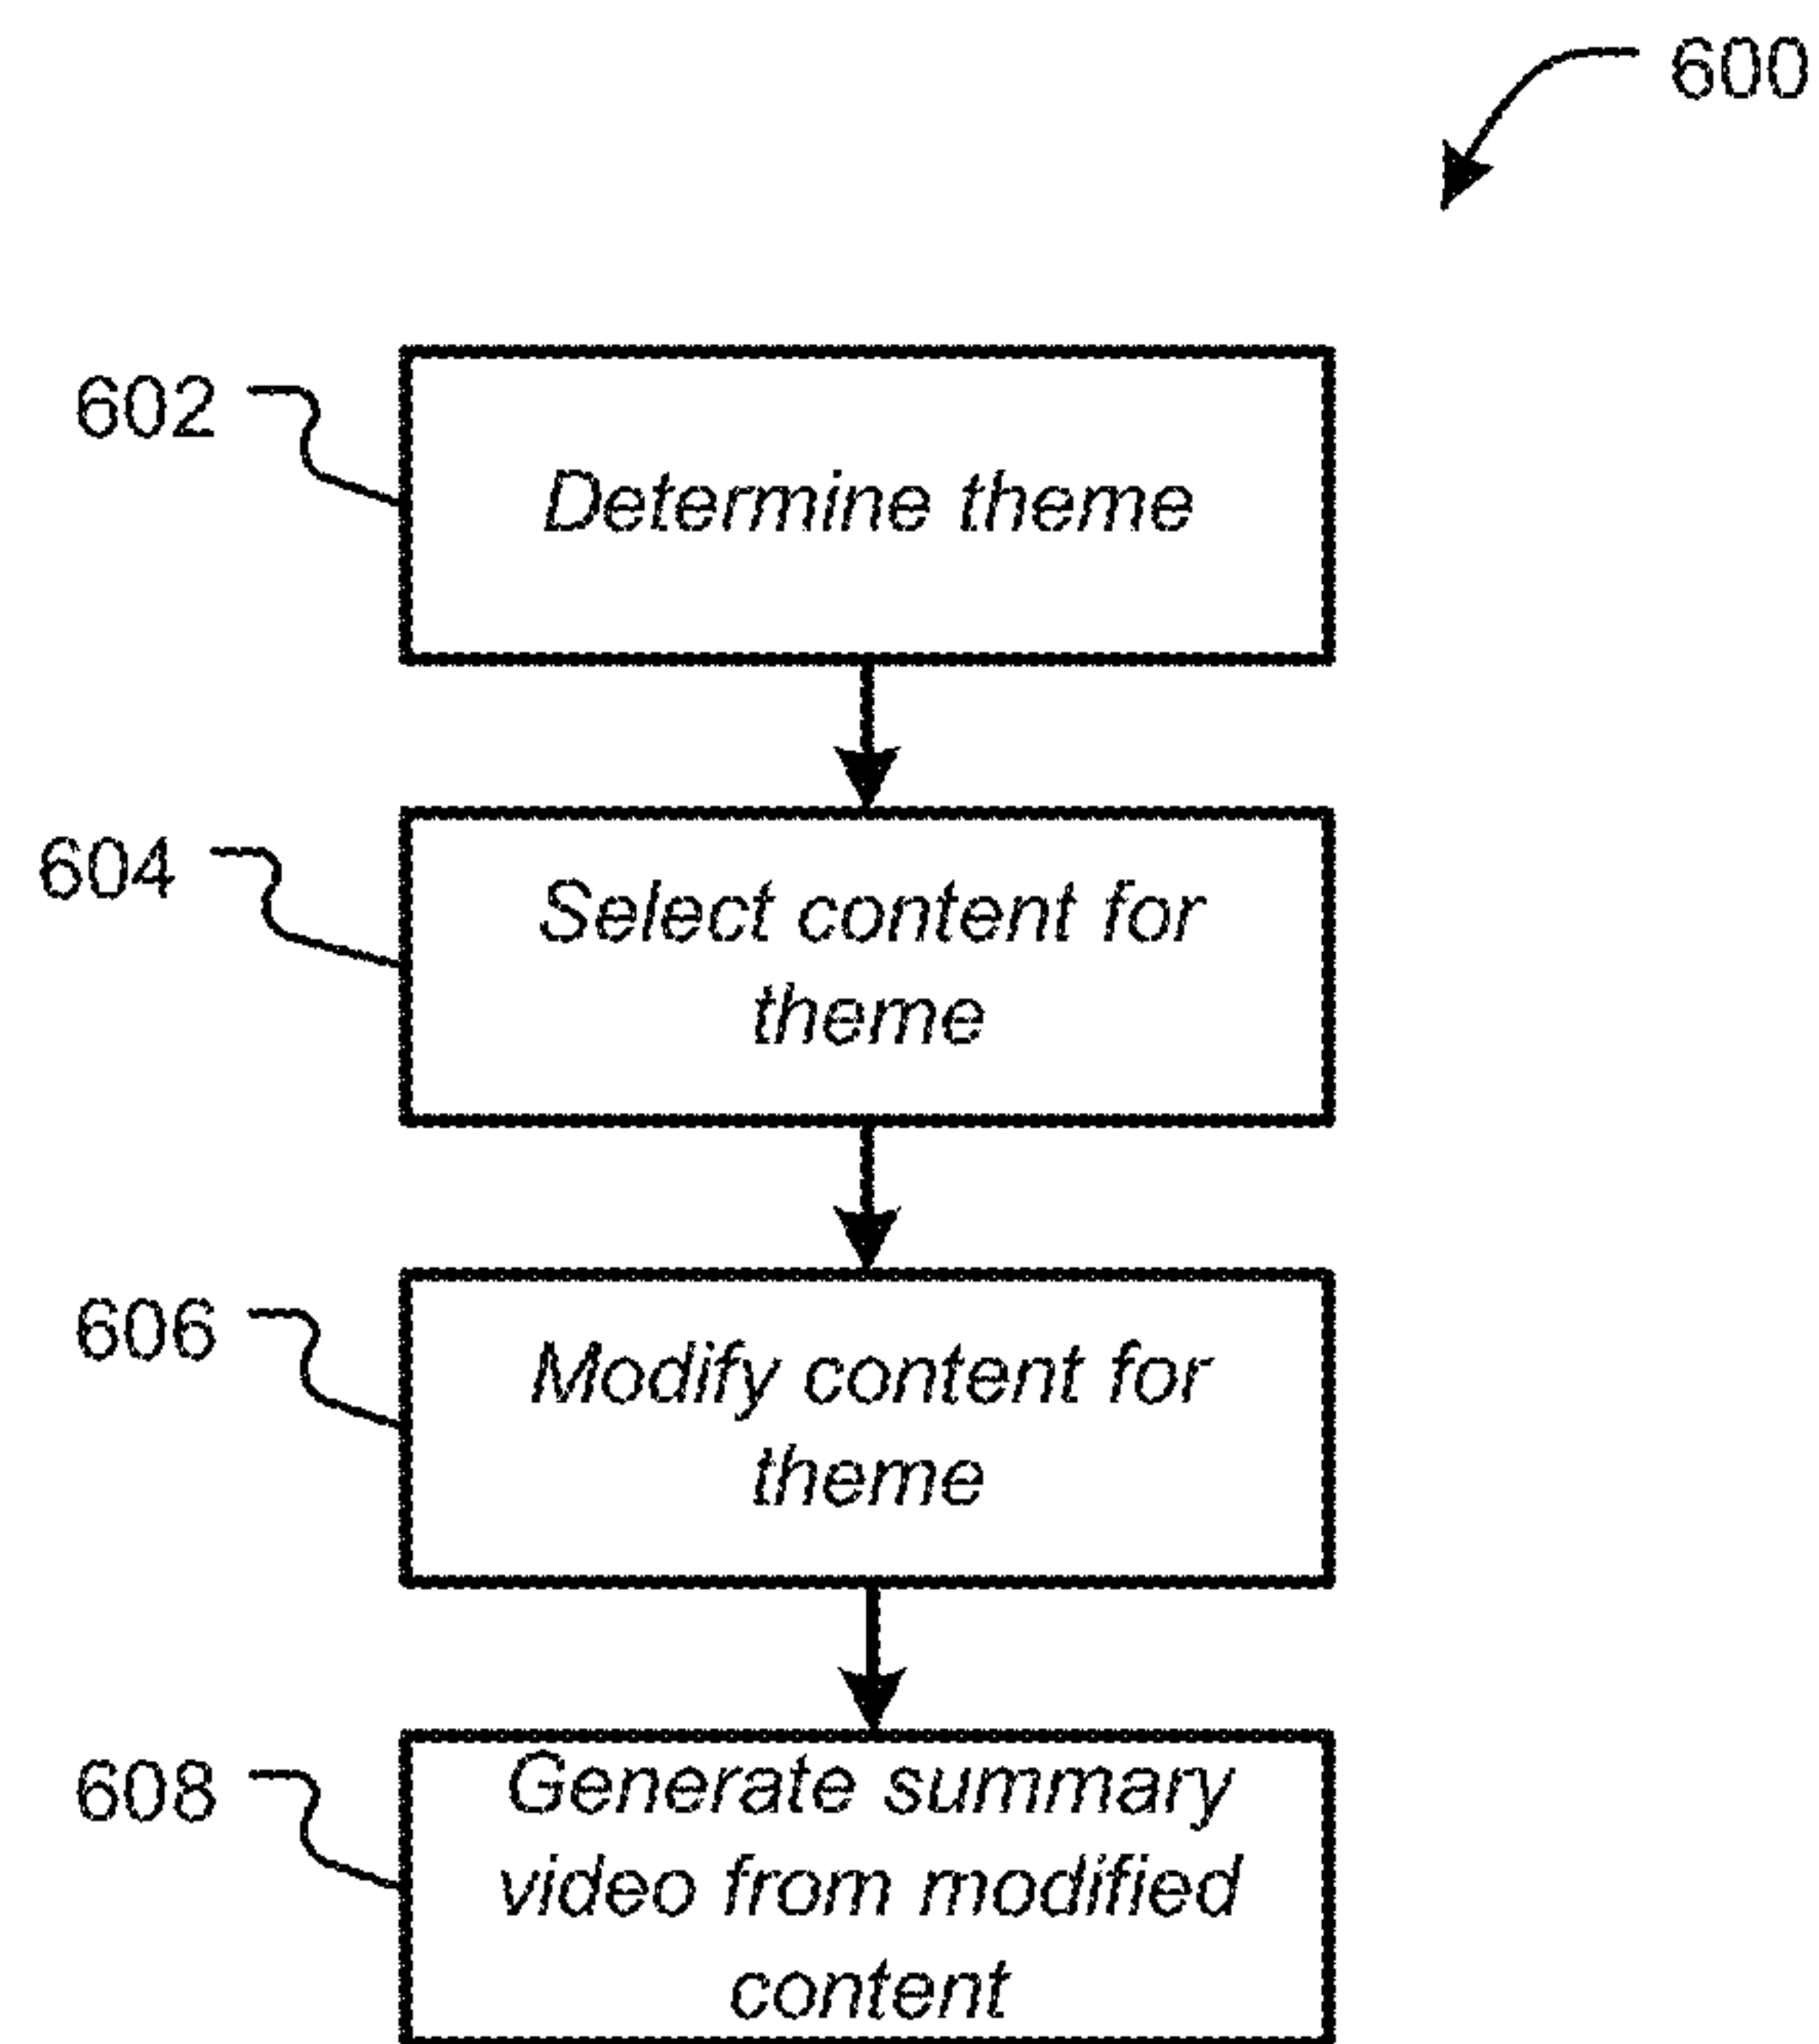 600
602
Determine theme
604
Select content for
theme
606
Modify content for
theme
608
Generate summary
video from modified
content